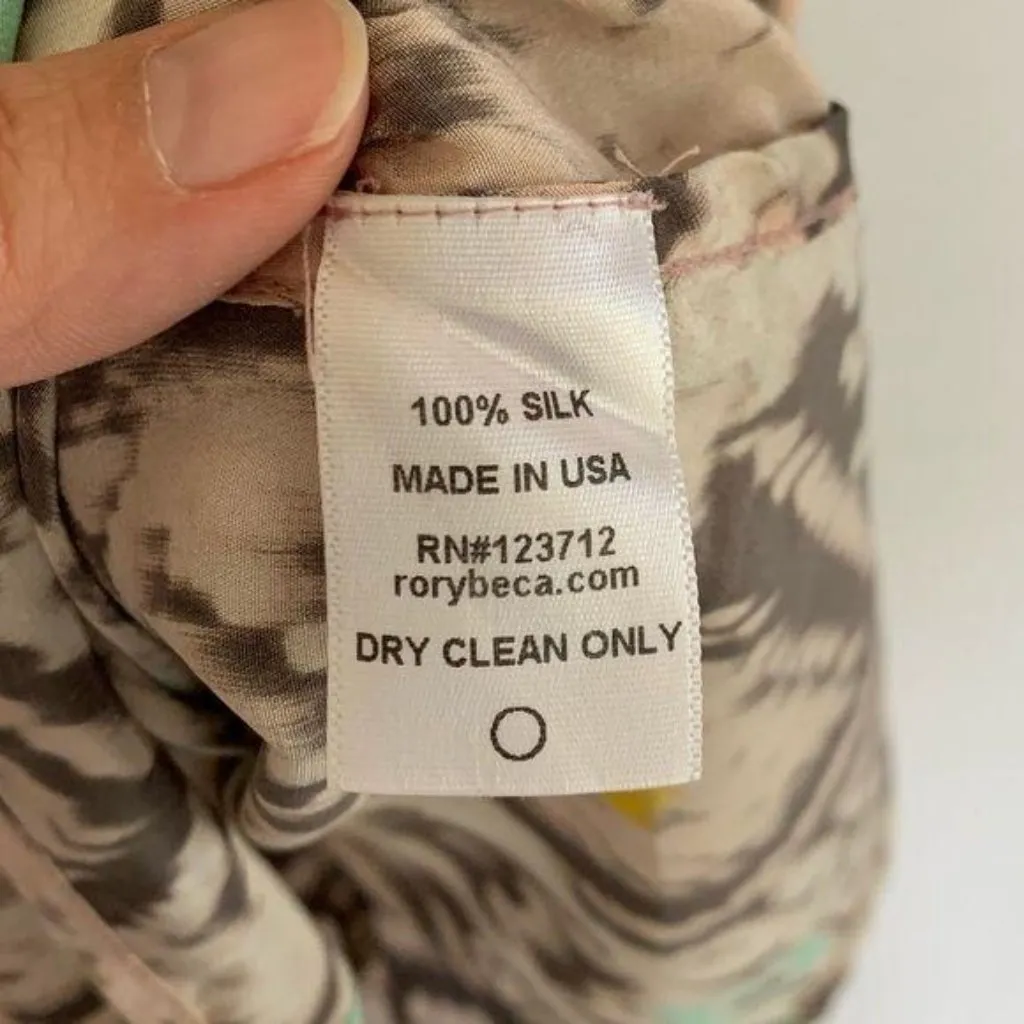 100% SILK
MADE IN USA
RN#123712
rorybeca.com
DRY CLEAN ONLY